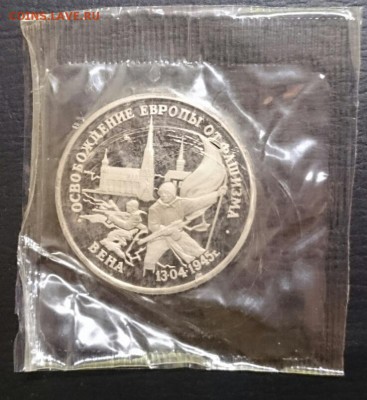 COINS.LAVE.RU
ОСВОБОЖДЕНИЕ ЕВРОПЫ ОТ ФАШИЗМА
ВЕНА 13·04·1945г.